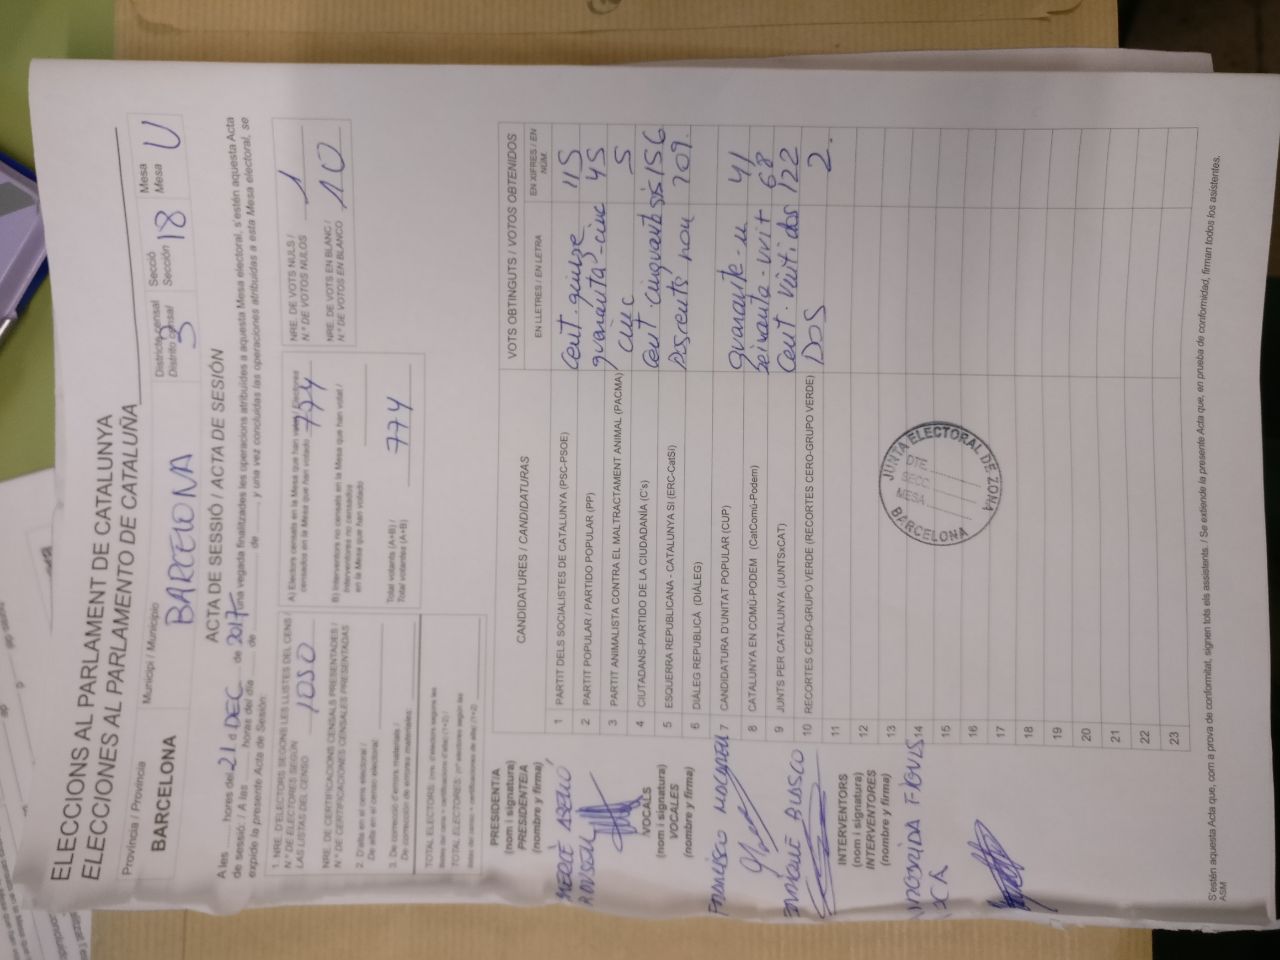 ELECCIONS AL PARLAMENT DE CATALUNYA
ELECCIONES AL PARLAMENTO DE CATALUÑA
Província / Provincia
BARCELONA
Municipi / Municipio
BARCELONA
Districte censal
Distrito censal
3
Secció
Sección
18
Mesa
Mesa
U
ACTA DE SESSIÓ / ACTA DE SESIÓN
A les ........ hores del 21 d DEC de 2017, una vegada finalitzades les operacions atribuïdes a aquesta Mesa electoral, s'estén aquesta Acta
de sessió: / A las ........ horas del día ........ de ........ de ........, y una vez concluidas las operaciones atribuidas a esta Mesa electoral, se
expide la presente Acta de Sesión:
1. NRE. D'ELECTORS SEGONS LES LLISTES DEL CENS /
N.º DE ELECTORES SEGÚN
LAS LISTAS DEL CENSO
1050
NRE. DE CERTIFICACIONS CENSALS PRESENTADES /
N.º DE CERTIFICACIONES CENSALES PRESENTADAS
2. D'alta en el cens electoral /
De alta en el censo electoral:
3. De correcció d'errors materials /
De corrección de errores materiales:
TOTAL ELECTORS: (nre. d'electors segons les
llistes del cens + certificacions d'alta) (1+2) /
TOTAL ELECTORES: (nº electores según las
listas del censo + certificaciones de alta) (1+2)
A) Electors censats en la Mesa que han votat / Electores
censados en la Mesa que han votado
774
B) Interventors no censats en la Mesa que han votat /
Interventores no censados
en la Mesa que han votado
Total votants (A+B) /
Total votantes (A+B)
774
NRE. DE VOTS NULS /
N.º DE VOTOS NULOS
1
NRE. DE VOTS EN BLANC /
N.º DE VOTOS EN BLANCO
10
CANDIDATURES / CANDIDATURAS
VOTS OBTINGUTS / VOTOS OBTENIDOS
EN LLETRES / EN LETRA
EN XIFRES / EN NÚM.
1 PARTIT DELS SOCIALISTES DE CATALUNYA (PSC-PSOE) Cent-quinze 115
2 PARTIT POPULAR / PARTIDO POPULAR (PP) quaranta-cinc 45
3 PARTIT ANIMALISTA CONTRA EL MALTRACTAMENT ANIMAL (PACMA) cinc 5
4 CIUTADANS-PARTIDO DE LA CIUDADANÍA (C's) Cent-cinquanta sis 156
5 ESQUERRA REPUBLICANA - CATALUNYA SÍ (ERC-CatSí) Doscents nou 209.
6 DIÀLEG REPUBLICÀ (DIÀLEG)
7 CANDIDATURA D'UNITAT POPULAR (CUP) quarante-u 41
8 CATALUNYA EN COMÚ-PODEM (CatComú-Podem) Seixanta-vuit 68
9 JUNTS PER CATALUNYA (JUNTSxCAT) Cent-vint i dos 122
10 RECORTES CERO-GRUPO VERDE (RECORTES CERO-GRUPO VERDE) DOS 2.
11
12
13
14
15
16
17
18
19
20
21
22
23
JUNTA ELECTORAL DE ZONA
DTE.
SECC.
MESA
BARCELONA
PRESIDENT/A
(nom i signatura)
PRESIDENTE/A
(nombre y firma)
VOCALS
(nom i signatura)
VOCALES
(nombre y firma)
ENRIQUE BUSSCO
INTERVENTORS
(nom i signatura)
INTERVENTORES
(nombre y firma)
S'estén aquesta Acta que, com a prova de conformitat, signen tots els assistents. / Se extiende la presente Acta que, en prueba de conformidad, firman todos los asistentes.
ASM